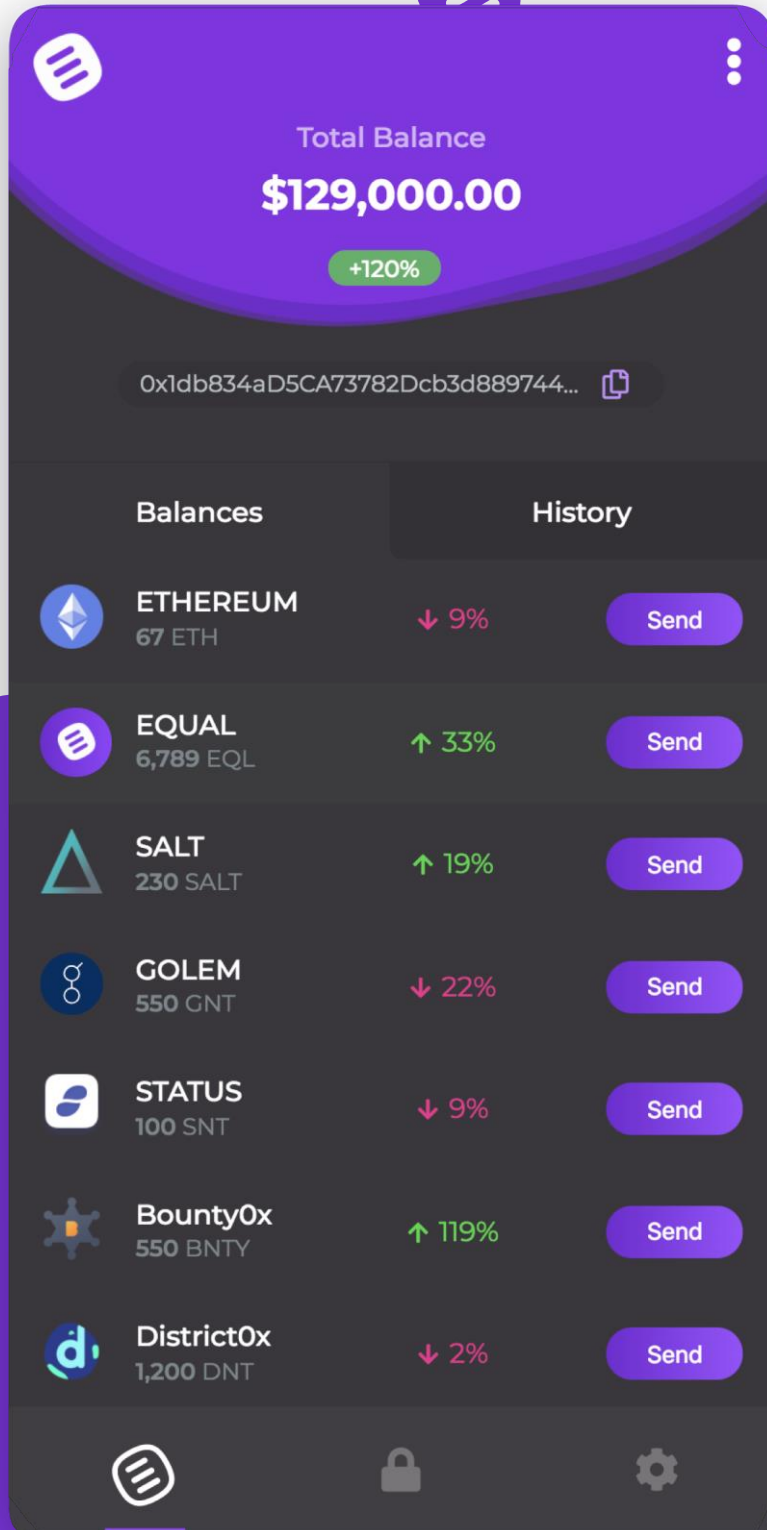 Total Balance
$129,000.00
+120%
0x1db834aD5CA73782Dcb3d889744...
Balances History
ETHEREUM
67 ETH
9%
Send
EQUAL
6,789 EQL
33%
Send
SALT
230 SALT
19%
Send
GOLEM
550 GNT
22%
Send
STATUS
100 SNT
9%
Send
Bounty0x
550 BNTY
119%
Send
District0x
1,200 DNT
2%
Send